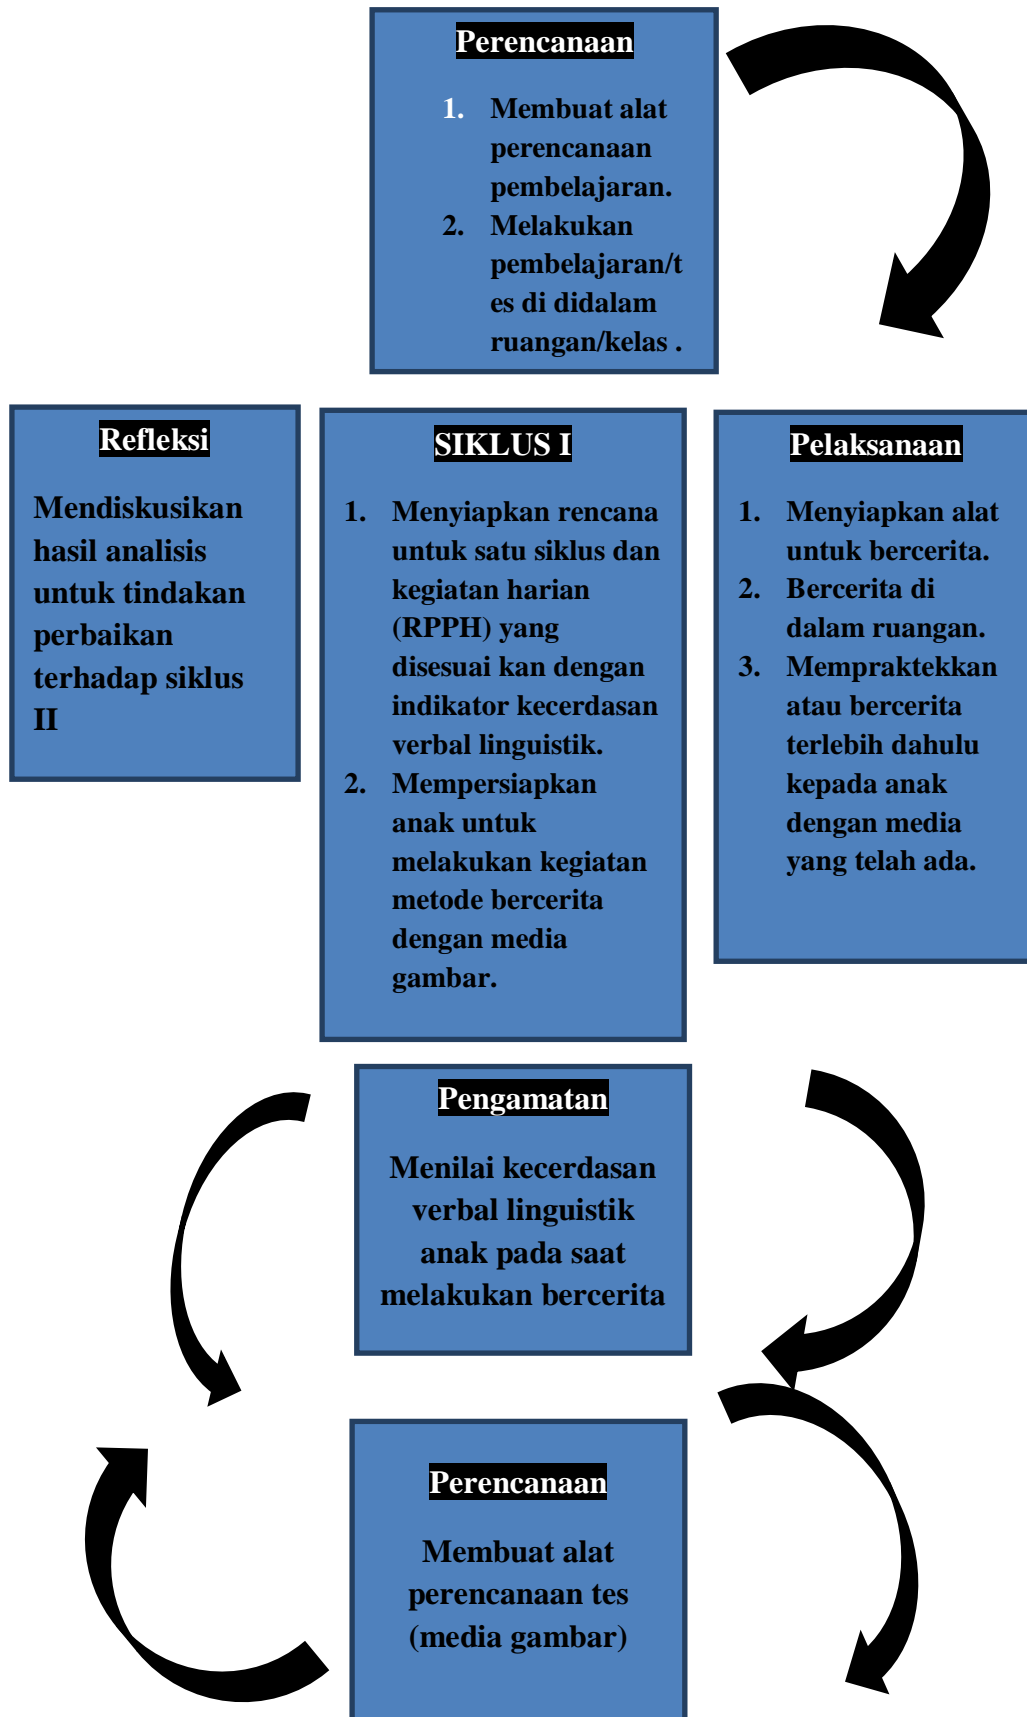 Perencanaan
1. Membuat alat
perencanaan
pembelajaran.
2. Melakukan
pembelajaran/t
es di didalam
ruangan/kelas .
Refleksi
Mendiskusikan
hasil analisis
untuk tindakan
perbaikan
terhadap siklus
II
SIKLUS I
1. Menyiapkan rencana
untuk satu siklus dan
kegiatan harian
(RPPH) yang
disesuai kan dengan
indikator kecerdasan
verbal linguistik.
2. Mempersiapkan
anak untuk
melakukan kegiatan
metode bercerita
dengan media
gambar.
Pelaksanaan
1. Menyiapkan alat
untuk bercerita.
2. Bercerita di
dalam ruangan.
3. Mempraktekkan
atau bercerita
terlebih dahulu
kepada anak
dengan media
yang telah ada.
Pengamatan
Menilai kecerdasan
verbal linguistik
anak pada saat
melakukan bercerita
Perencanaan
Membuat alat
perencanaan tes
(media gambar)